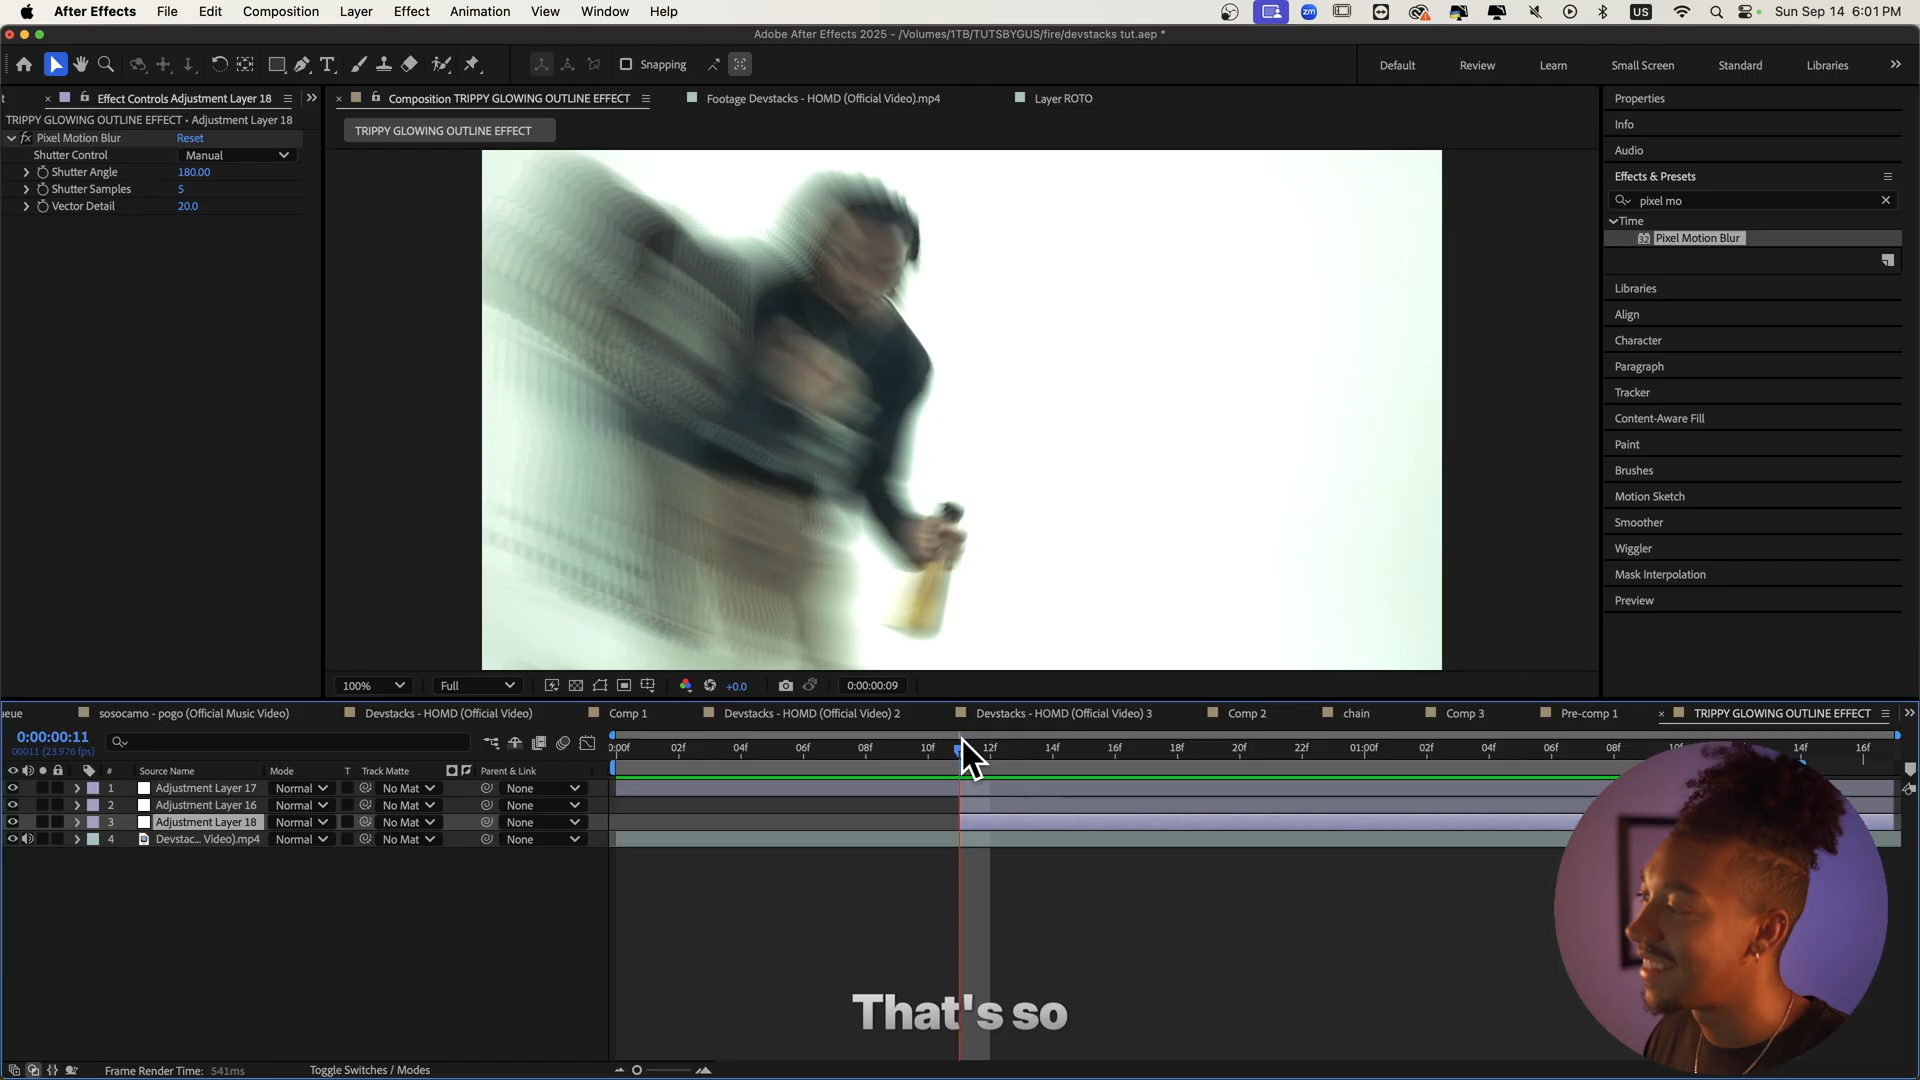 After Effects File Edit Composition Layer Effect Animation View Window Help
zm US Sun Sep 14 6:01 PM
Adobe After Effects 2025 - /Volumes/1TB/TUTSBYGUS/fire/devstacks tut.aep *
Snapping Default Review Learn Small Screen Standard Libraries
Effect Controls Adjustment Layer 18
Composition TRIPPY GLOWING OUTLINE EFFECT
Footage Devstacks - HOMD (Official Video).mp4
Layer ROTO
TRIPPY GLOWING OUTLINE EFFECT • Adjustment Layer 18
TRIPPY GLOWING OUTLINE EFFECT
fx Pixel Motion Blur Reset
Shutter Control Manual
Shutter Angle 180.00
Shutter Samples 5
Vector Detail 20.0
Properties
Info
Audio
Effects & Presets
pixel mo
Time
32 Pixel Motion Blur
Libraries
Align
Character
Paragraph
Tracker
Content-Aware Fill
Paint
Brushes
Motion Sketch
Smoother
Wiggler
Mask Interpolation
Preview
100% Full +0.0 0:00:00:09
eue sosocamo - pogo (Official Music Video) Devstacks - HOMD (Official Video) Comp 1 Devstacks - HOMD (Official Video) 2 Devstacks - HOMD (Official Video) 3 Comp 2 chain Comp 3 Pre-comp 1 TRIPPY GLOWING OUTLINE EFFECT
0:00:00:11
00011 (23.976 fps)
0:00f 02f 04f 06f 08f 10f 12f 14f 16f 18f 20f 22f 01:00f 02f 04f 06f 08f 10f 14f 16f
# Source Name Mode T Track Matte Parent & Link
1 Adjustment Layer 17 Normal No Mat None
2 Adjustment Layer 16 Normal No Mat None
3 Adjustment Layer 18 Normal No Mat None
4 Devstac... Video).mp4 Normal No Mat None
That's so
Frame Render Time: 541ms Toggle Switches / Modes